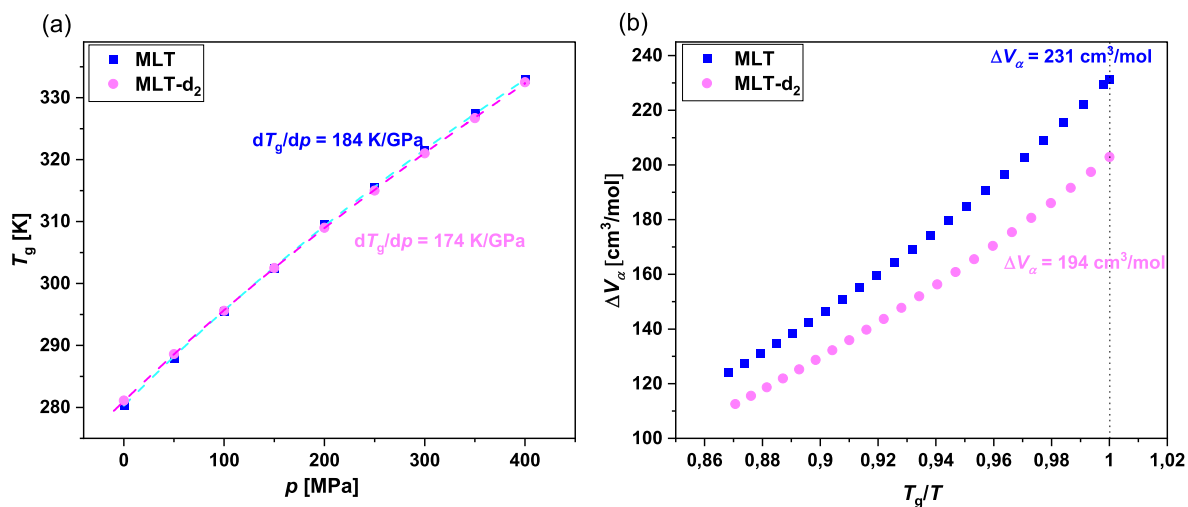 (a)
MLT
MLT-d₂
dTg/dp = 184 K/GPa
dTg/dp = 174 K/GPa
Tg [K]
330
320
310
300
290
280
0
100
200
300
400
p [MPa]
(b)
MLT
MLT-d₂
ΔVα = 231 cm³/mol
ΔVα = 194 cm³/mol
ΔVα [cm³/mol]
240
220
200
180
160
140
120
100
0,86
0,88
0,9
0,92
0,94
0,96
0,98
1
1,02
Tg/T